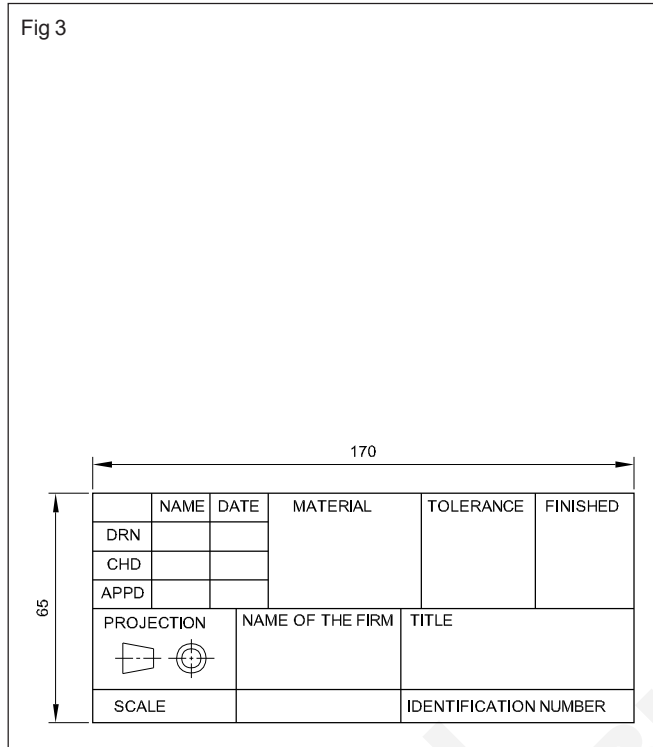 Fig 3
170
65
NAME DATE MATERIAL TOLERANCE FINISHED
DRN
CHD
APPD
PROJECTION NAME OF THE FIRM TITLE
SCALE IDENTIFICATION NUMBER